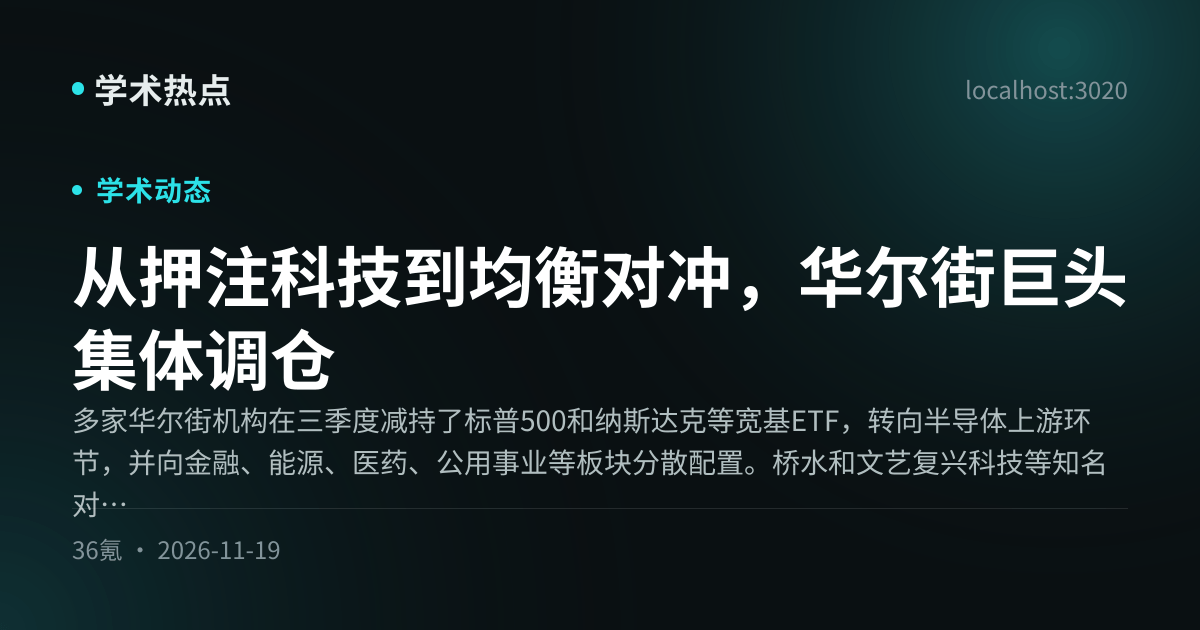 学术热点
localhost:3020
学术动态
从押注科技到均衡对冲，华尔街巨头
集体调仓
多家华尔街机构在三季度减持了标普500和纳斯达克等宽基ETF，转向半导体上游环
节，并向金融、能源、医药、公用事业等板块分散配置。桥水和文艺复兴科技等知名
对…
36氪 · 2026-11-19